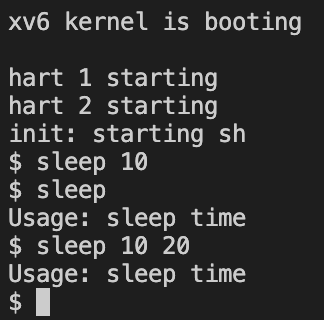 xv6 kernel is booting
hart 1 starting
hart 2 starting
init: starting sh
$ sleep 10
$ sleep
Usage: sleep time
$ sleep 10 20
Usage: sleep time
$